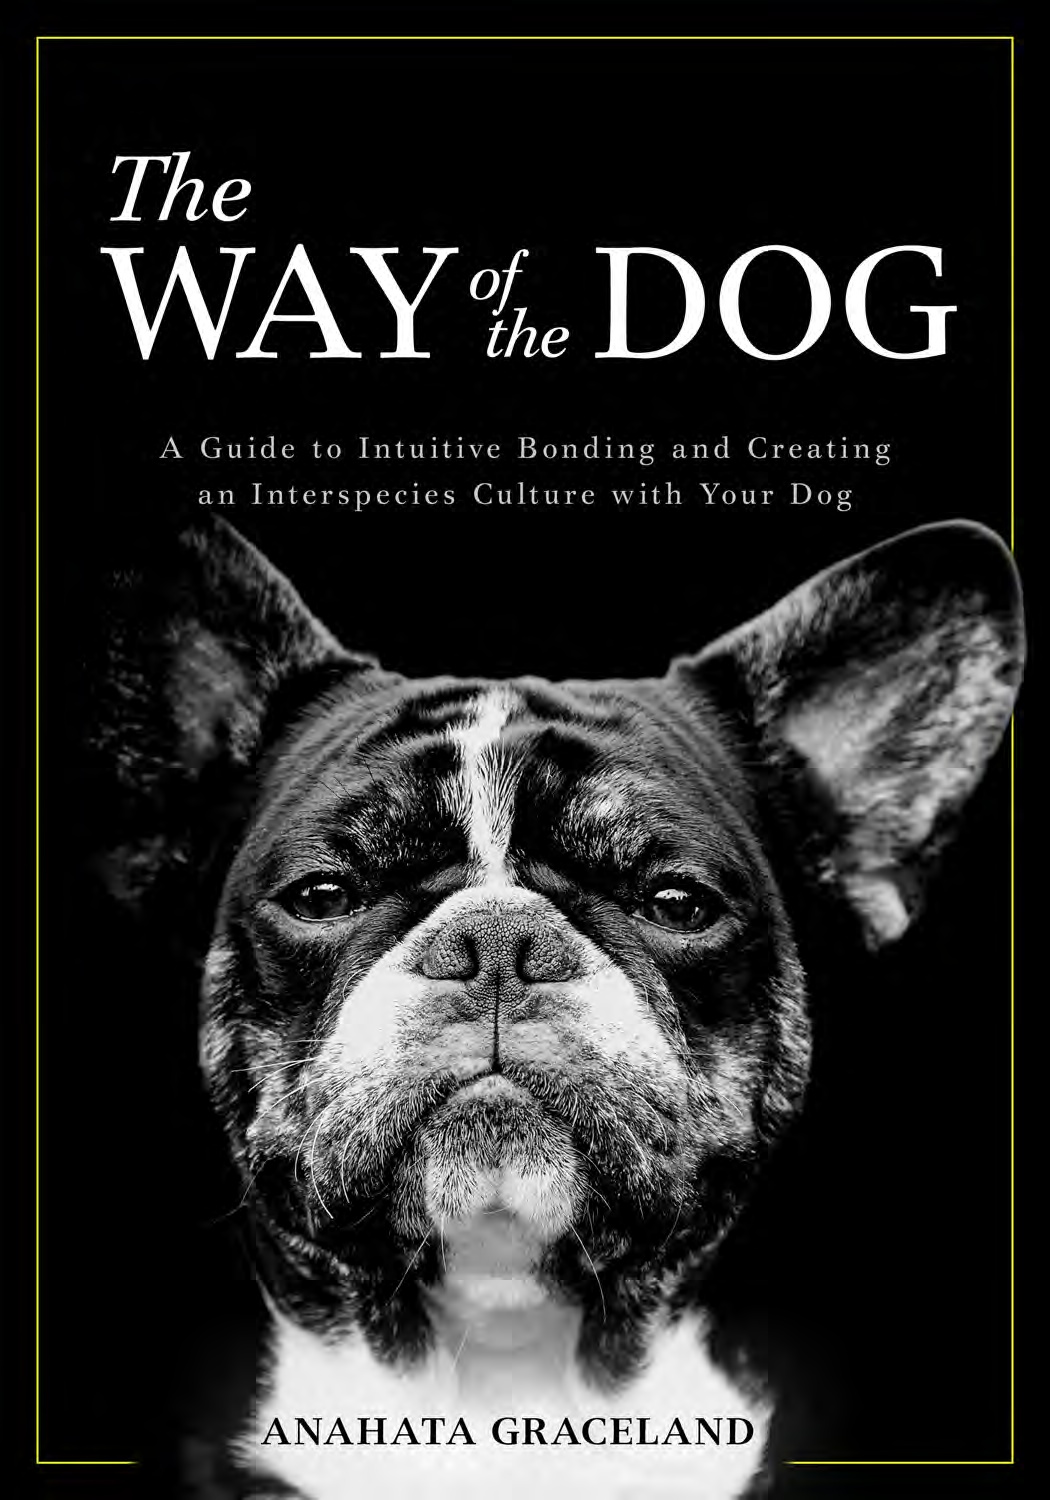 The
WAY of the DOG
A Guide to Intuitive Bonding and Creating
an Interspecies Culture with Your Dog
ANAHATA GRACELAND